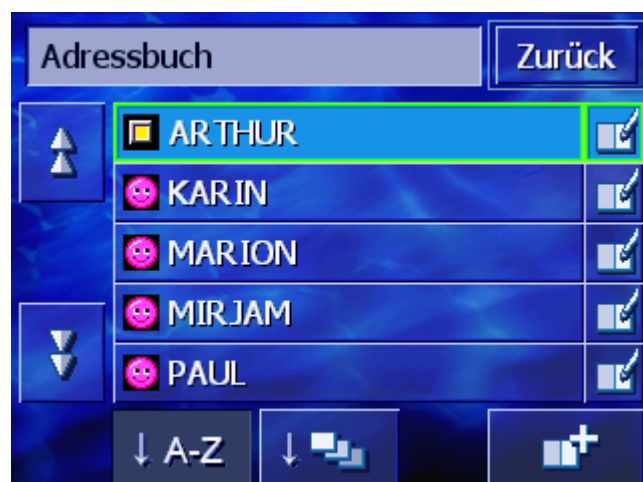 Adressbuch Zurück
ARTHUR
KARIN
MARION
MIRJAM
PAUL
↓ A-Z ↓